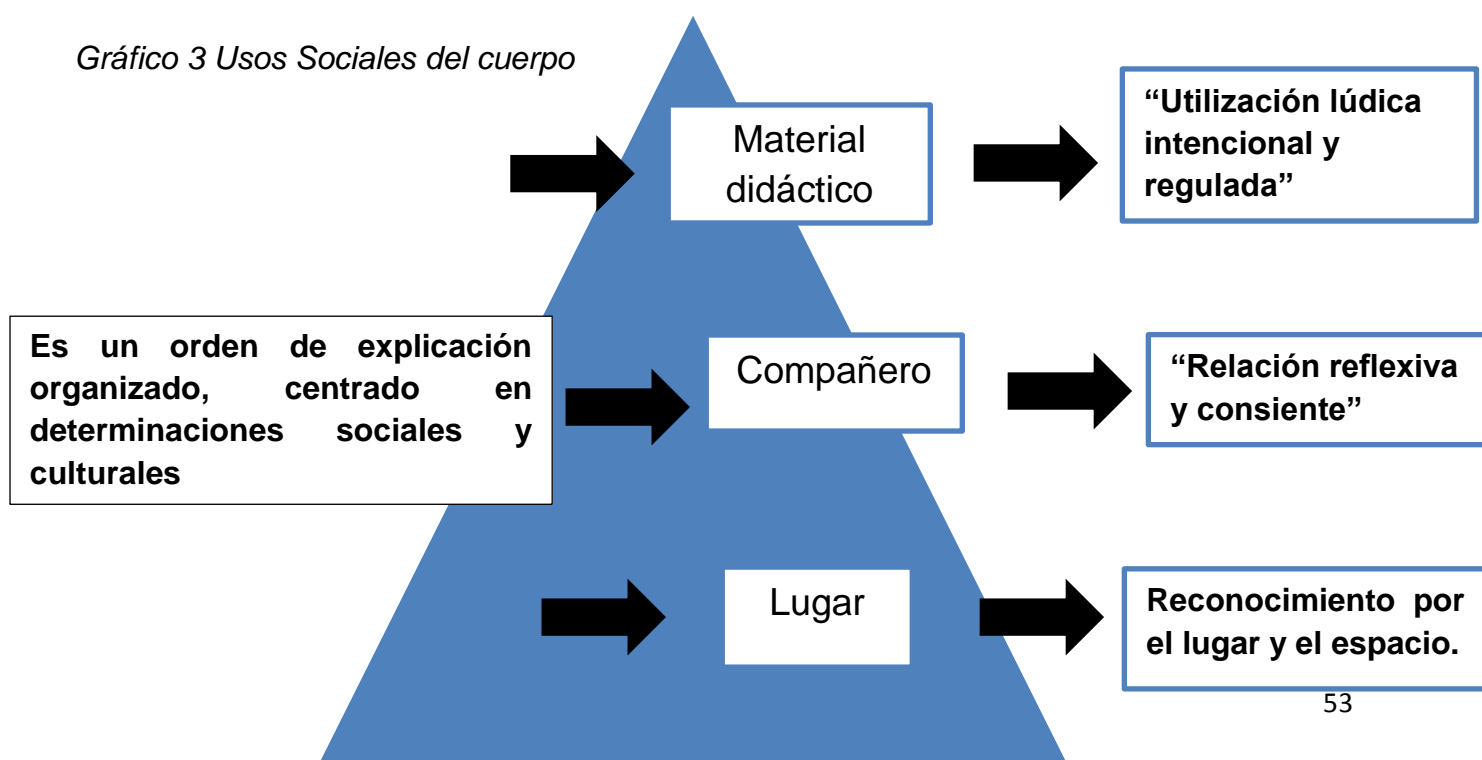 Gráfico 3 Usos Sociales del cuerpo
Material
didáctico
“Utilización lúdica
intencional y
regulada”
Es un orden de explicación
organizado, centrado en
determinaciones sociales y
culturales
Compañero
“Relación reflexiva
y consiente”
Lugar
Reconocimiento por
el lugar y el espacio.
53